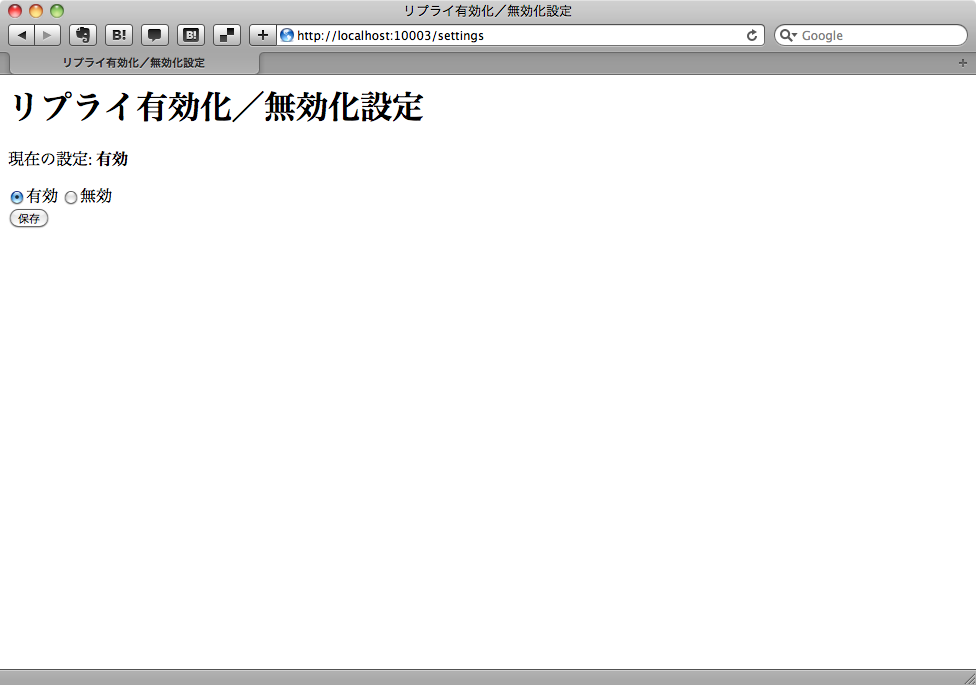 リプライ有効化／無効化設定
B! B! + http://localhost:10003/settings Google
リプライ有効化／無効化設定 +
リプライ有効化／無効化設定
現在の設定: 有効
有効 無効
保存